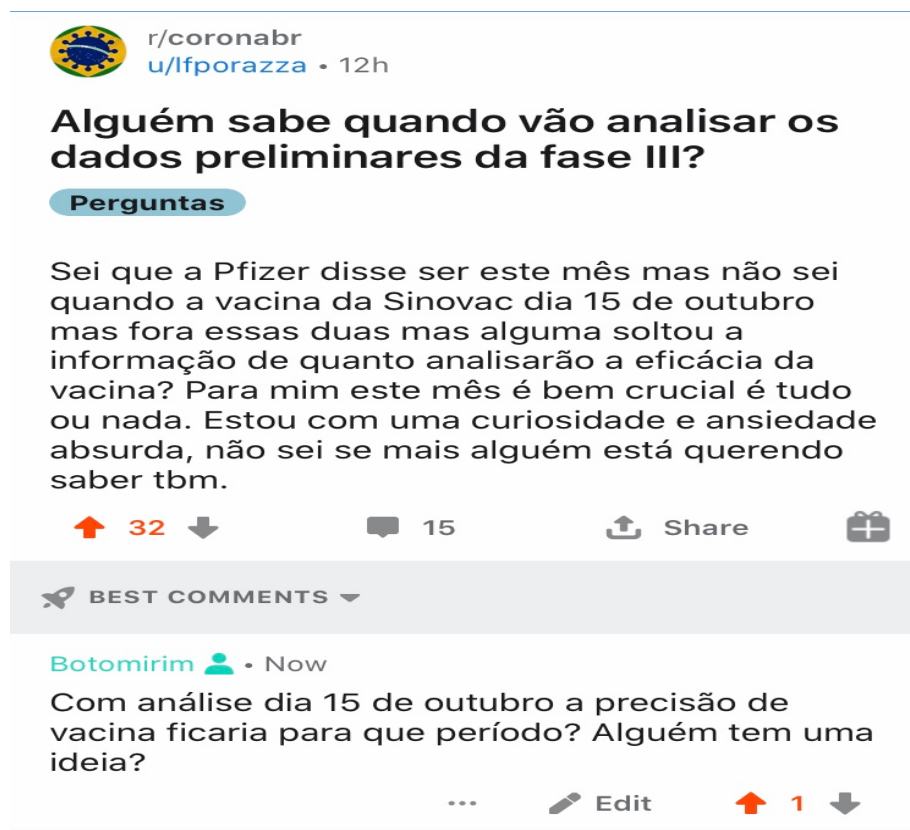 r/coronabr
u/lfporazza • 12h
Alguém sabe quando vão analisar os
dados preliminares da fase III?
Perguntas
Sei que a Pfizer disse ser este mês mas não sei
quando a vacina da Sinovac dia 15 de outubro
mas fora essas duas mas alguma soltou a
informação de quanto analisarão a eficácia da
vacina? Para mim este mês é bem crucial é tudo
ou nada. Estou com uma curiosidade e ansiedade
absurda, não sei se mais alguém está querendo
saber tbm.
32 15 Share
BEST COMMENTS
Botomirim • Now
Com análise dia 15 de outubro a precisão de
vacina ficaria para que período? Alguém tem uma
ideia?
... Edit 1